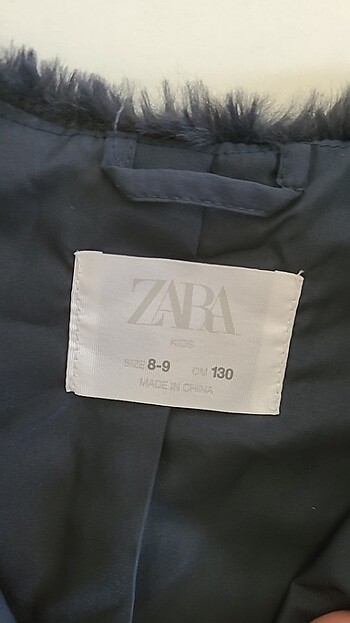 ZARA
KIDS
SIZE 8-9 CM 130
MADE IN CHINA